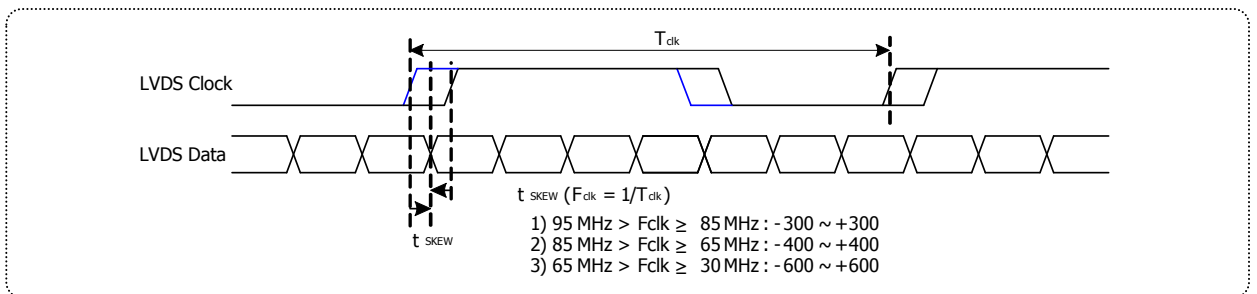 Tclk
LVDS Clock
LVDS Data
t SKEW (Fclk = 1/Tclk)
1) 95 MHz > Fclk ≥ 85 MHz : -300 ~ +300
t SKEW
2) 85 MHz > Fclk ≥ 65 MHz : -400 ~ +400
3) 65 MHz > Fclk ≥ 30 MHz : -600 ~ +600